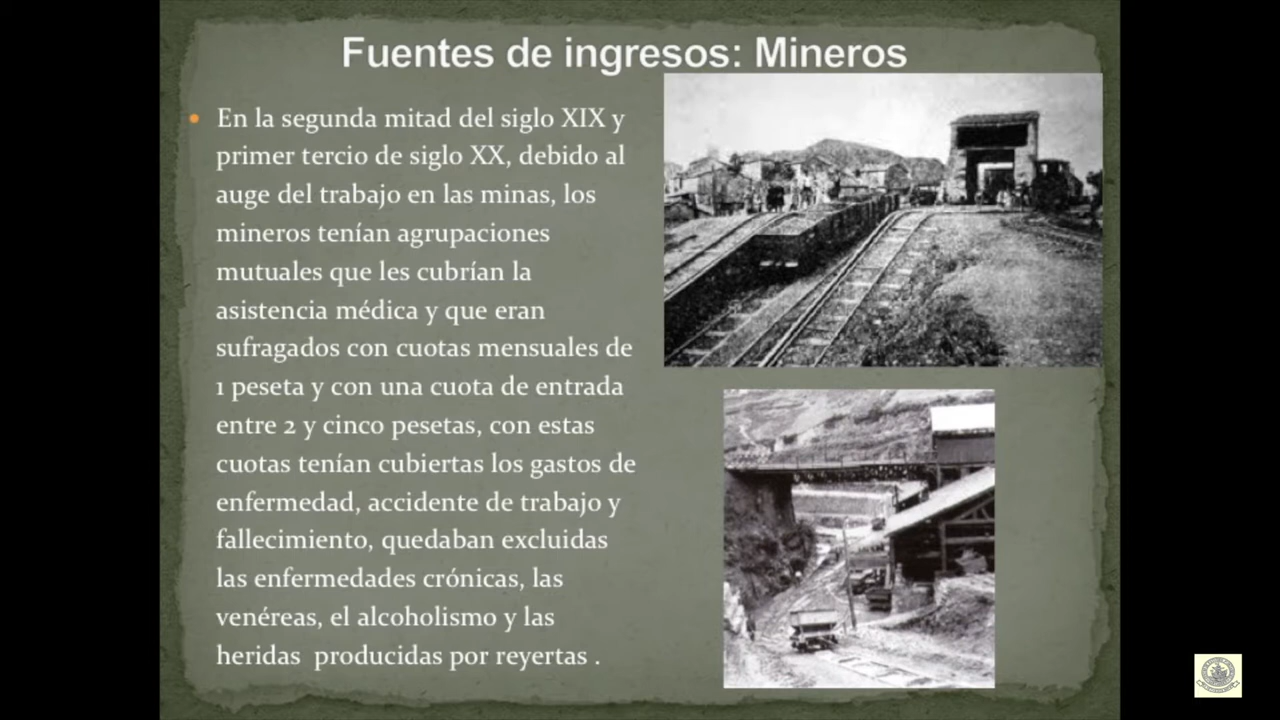 Fuentes de ingresos: Mineros
En la segunda mitad del siglo XIX y
primer tercio de siglo XX, debido al
auge del trabajo en las minas, los
mineros tenían agrupaciones
mutuales que les cubrían la
asistencia médica y que eran
sufragados con cuotas mensuales de
1 peseta y con una cuota de entrada
entre 2 y cinco pesetas, con estas
cuotas tenían cubiertas los gastos de
enfermedad, accidente de trabajo y
fallecimiento, quedaban excluidas
las enfermedades crónicas, las
venéreas, el alcoholismo y las
heridas  producidas por reyertas .